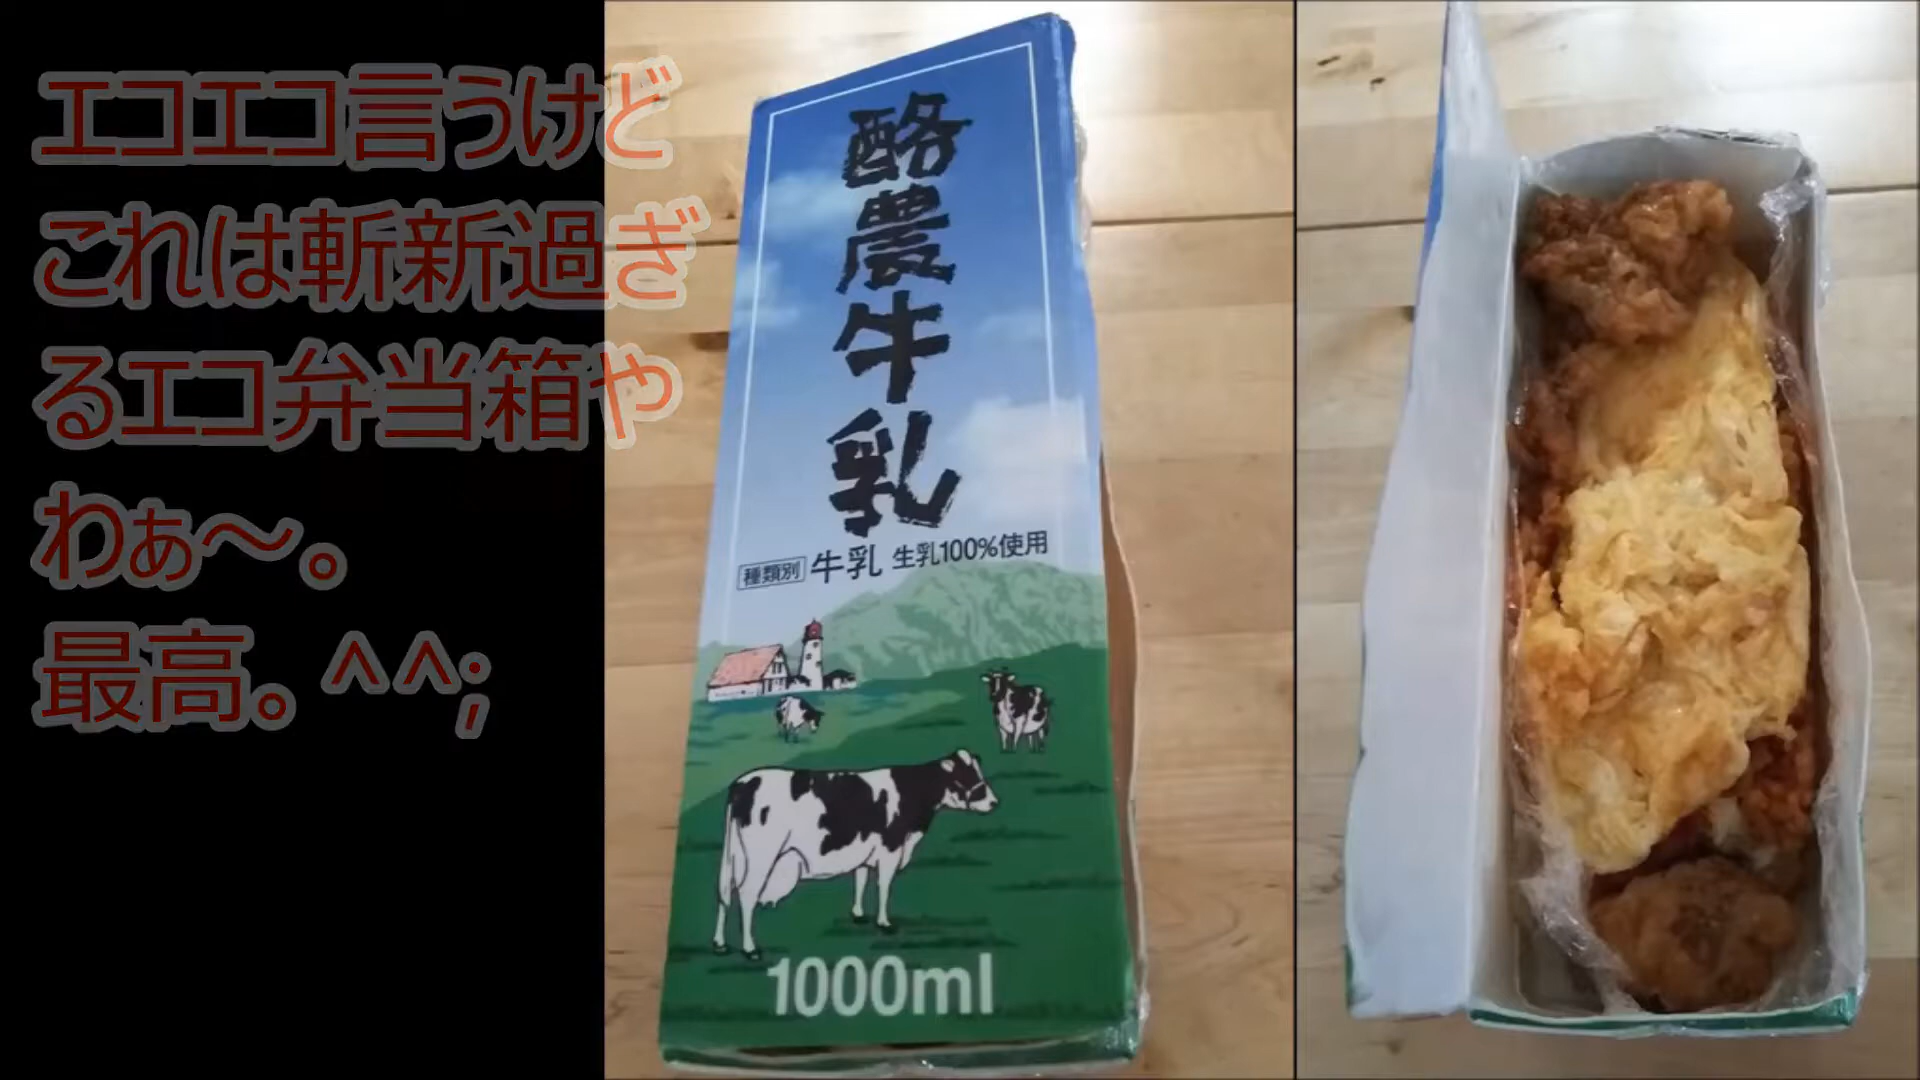 エコエコ言うけど
これは斬新過ぎ
るエコ弁当箱や
わぁ～。
最高。^^;
酪農牛乳
種類別 牛乳 生乳100%使用
1000ml